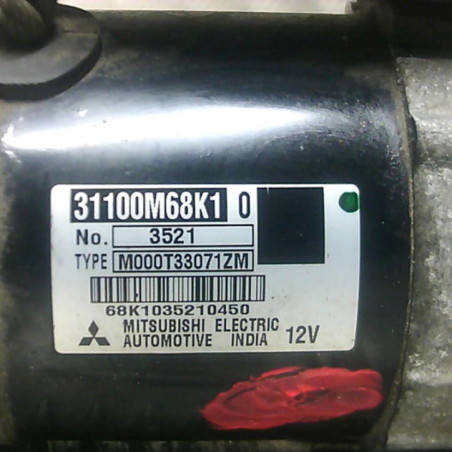 31100M68K1 0
No. 3521
TYPE M000T33071ZM
68K1035210450
MITSUBISHI ELECTRIC
AUTOMOTIVE INDIA 12V